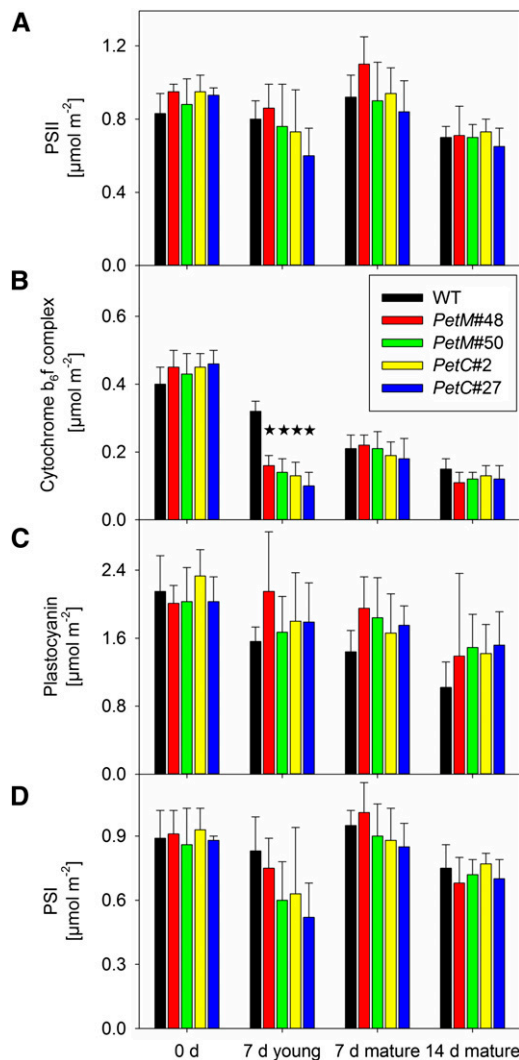 A
PSII
[µmol m⁻²]
1.2
0.8
0.4
0.0
B
Cytochrome b₆f complex
[µmol m⁻²]
0.6
0.4
0.2
0.0
★★★★
WT
PetM#48
PetM#50
PetC#2
PetC#27
C
Plastocyanin
[µmol m⁻²]
2.4
1.6
0.8
0.0
D
PSI
[µmol m⁻²]
0.9
0.6
0.3
0.0
0 d 7 d young 7 d mature 14 d mature